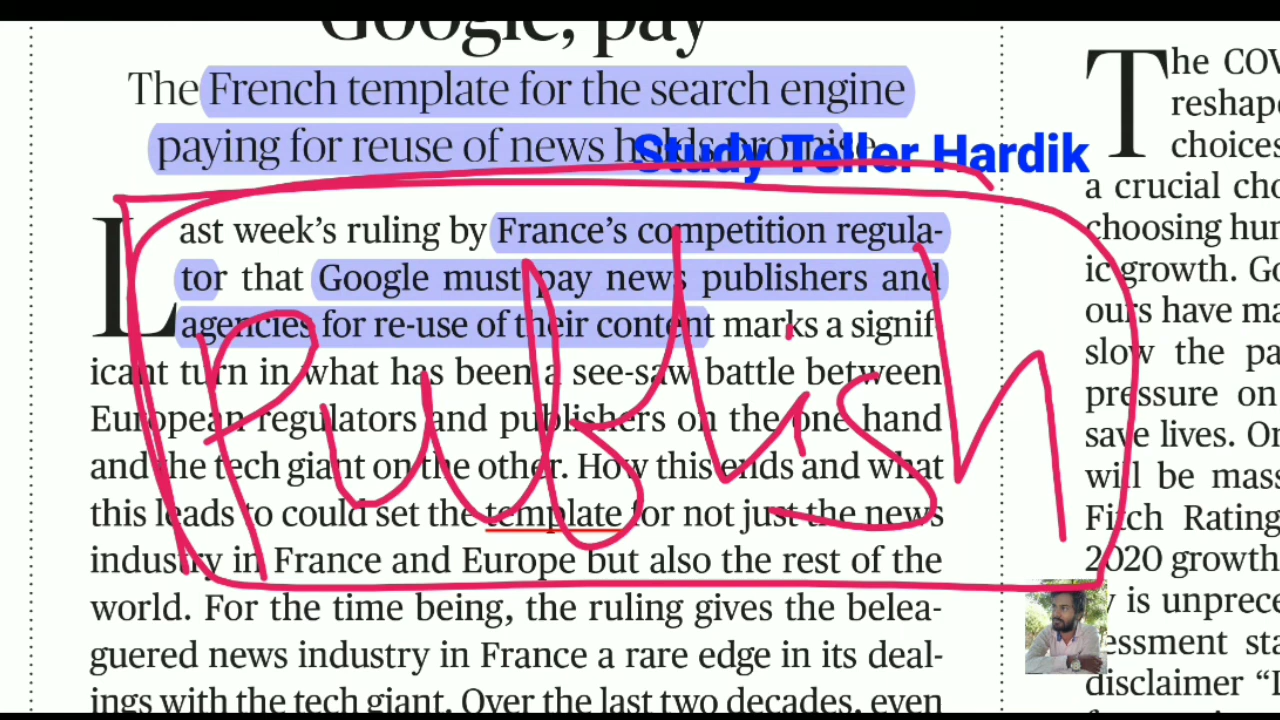 Google, pay
The French template for the search engine
paying for reuse of news holds promise
Study Teller Hardik
Last week’s ruling by France’s competition regula-
tor that Google must pay news publishers and
agencies for re-use of their content marks a signif-
icant turn in what has been a see-saw battle between
European regulators and publishers on the one hand
and the tech giant on the other. How this ends and what
this leads to could set the template for not just the news
industry in France and Europe but also the rest of the
world. For the time being, the ruling gives the belea-
guered news industry in France a rare edge in its deal-
ings with the tech giant. Over the last two decades, even
Publish
The COV
reshape
choices
a crucial cho
choosing hum
ic growth. Go
ours have ma
slow the pa
pressure on
save lives. On
will be mass
Fitch Rating
2020 growth
y is unprece
essment sta
disclaimer “I